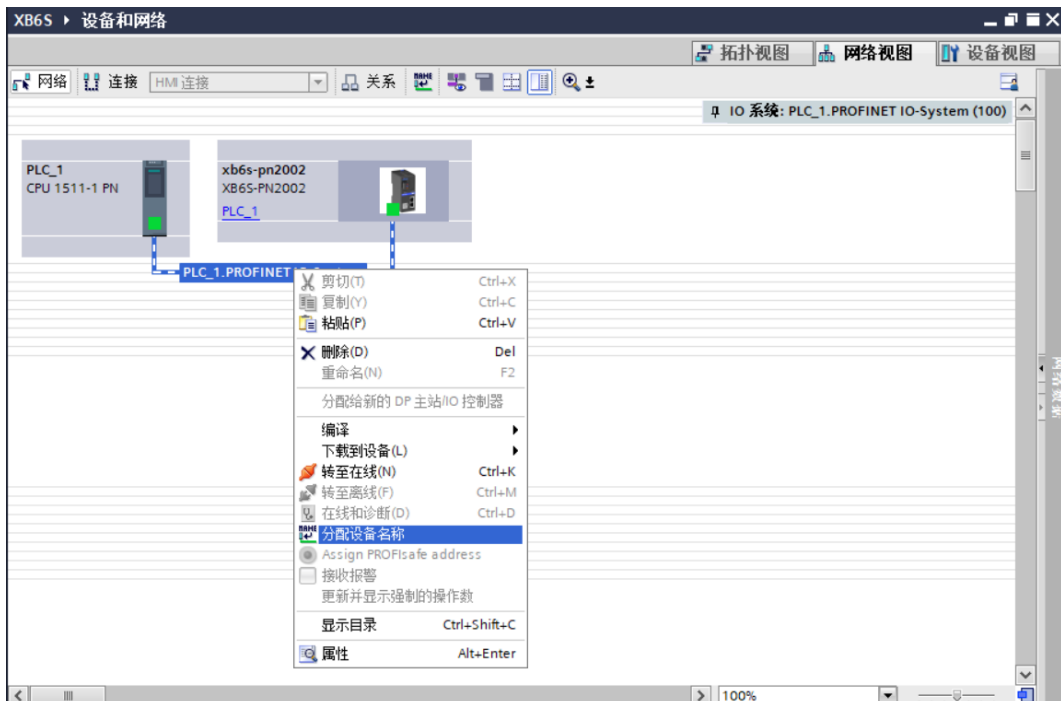 XB6S ▸ 设备和网络
拓扑视图 网络视图 设备视图
网络 连接 HMI 连接 关系
IO 系统: PLC_1.PROFINET IO-System (100)
PLC_1
CPU 1511-1 PN
xb6s-pn2002
XB6S-PN2002
PLC_1
PLC_1.PROFINET
剪切(T) Ctrl+X
复制(Y) Ctrl+C
粘贴(P) Ctrl+V
删除(D) Del
重命名(N) F2
分配给新的 DP 主站/IO 控制器
编译
下载到设备(L)
转至在线(N) Ctrl+K
转至离线(F) Ctrl+M
在线和诊断(D) Ctrl+D
分配设备名称
Assign PROFIsafe address
接收报警
更新并显示强制的操作数
显示目录 Ctrl+Shift+C
属性 Alt+Enter
100%